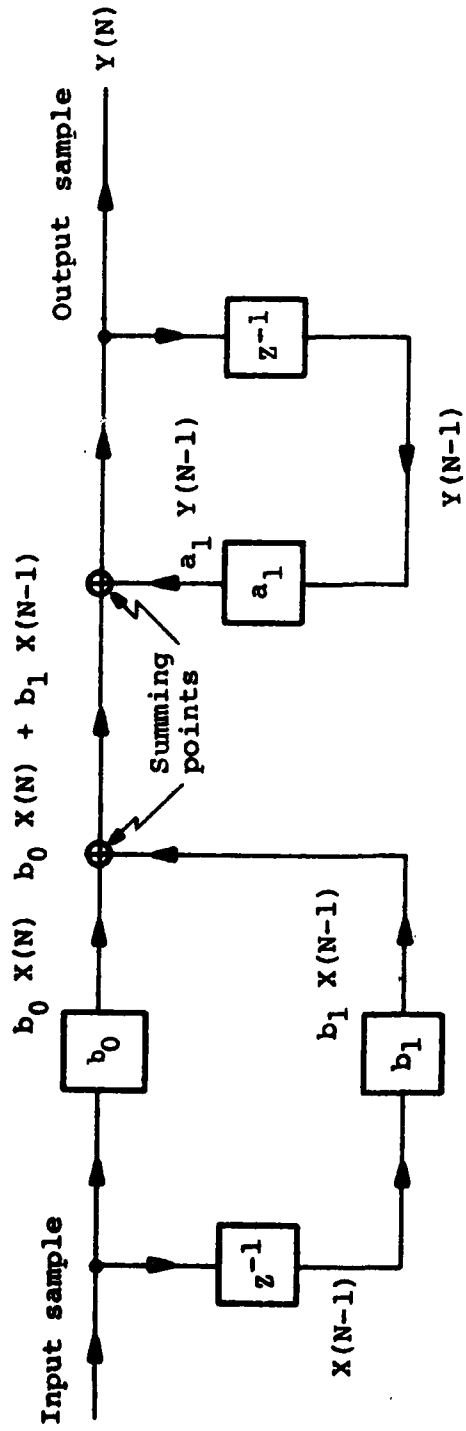 Input sample
b₀ X(N)
b₀ X(N) + b₁ X(N-1)
Output sample
Y(N)
b₀
Summing
points
a₁ Y(N-1)
z⁻¹
a₁
z⁻¹
X(N-1)
b₁ X(N-1)
b₁
Y(N-1)